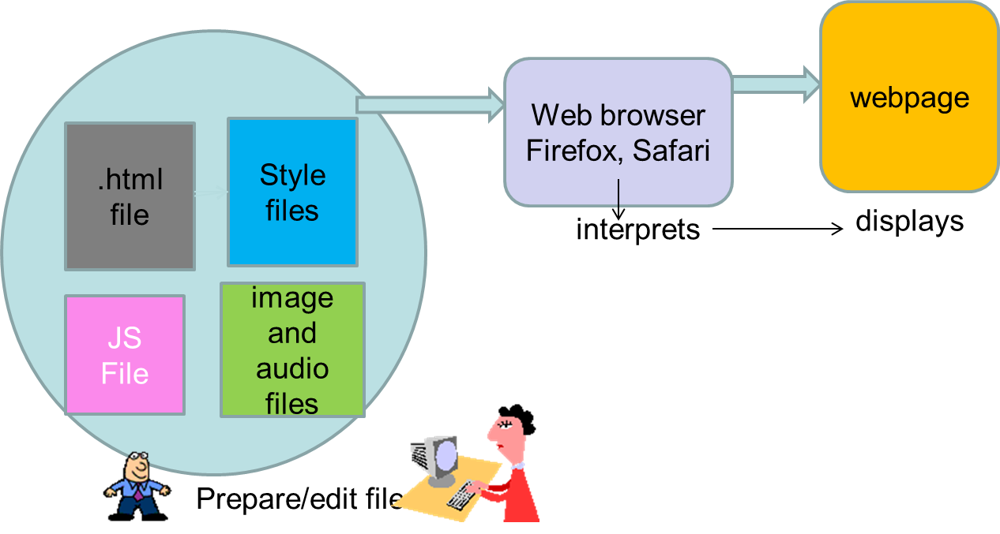 .html
file
Style
files
JS
File
image
and
audio
files
Prepare/edit file
Web browser
Firefox, Safari
interprets
webpage
displays